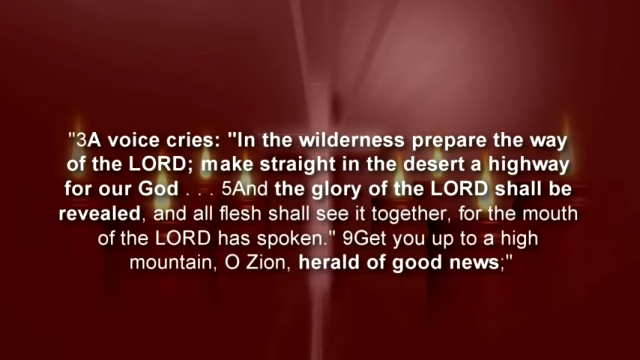 "3A voice cries: "In the wilderness prepare the way
of the LORD; make straight in the desert a highway
for our God . . . 5And the glory of the LORD shall be
revealed, and all flesh shall see it together, for the mouth
of the LORD has spoken." 9Get you up to a high
mountain, O Zion, herald of good news;"